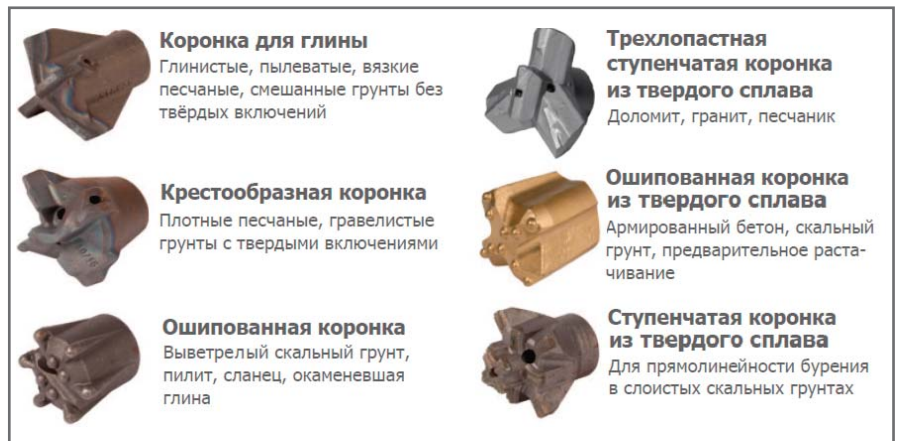 Коронка для глины
Глинистые, пылеватые, вязкие
песчаные, смешанные грунты без
твёрдых включений
Крестообразная коронка
Плотные песчаные, гравелистые
грунты с твердыми включениями
Ошипованная коронка
Выветрелый скальный грунт,
пилит, сланец, окаменевшая
глина
Трехлопастная
ступенчатая коронка
из твердого сплава
Доломит, гранит, песчаник
Ошипованная коронка
из твердого сплава
Армированный бетон, скальный
грунт, предварительное раста-
чивание
Ступенчатая коронка
из твердого сплава
Для прямолинейности бурения
в слоистых скальных грунтах